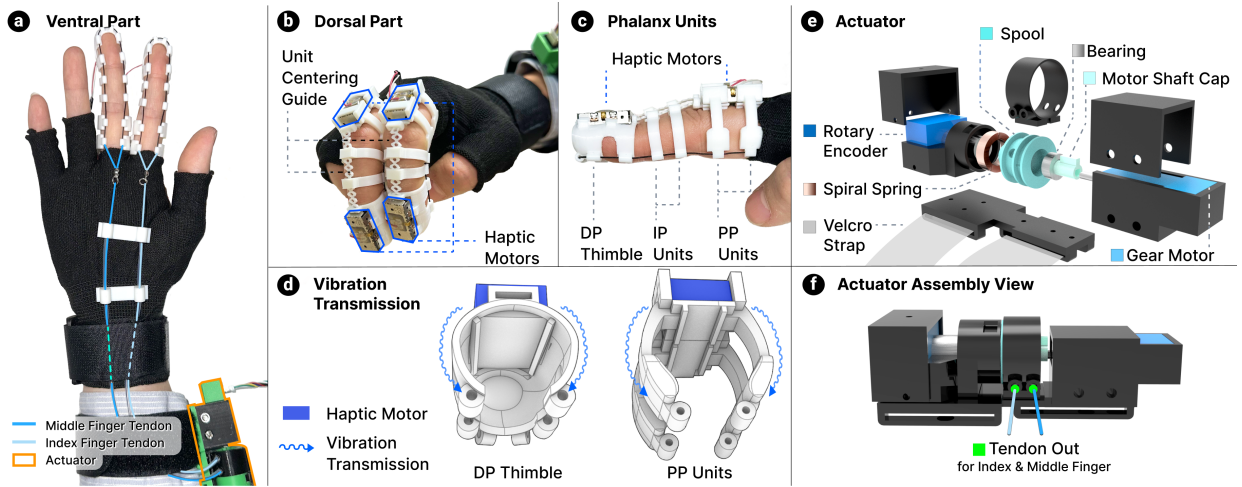 a Ventral Part
Middle Finger Tendon
Index Finger Tendon
Actuator
b Dorsal Part
Unit
Centering
Guide
Haptic
Motors
c Phalanx Units
Haptic Motors
DP
Thimble
IP
Units
PP
Units
d Vibration
Transmission
Haptic Motor
Vibration
Transmission
DP Thimble
PP Units
e Actuator
Spool
Bearing
Motor Shaft Cap
Rotary
Encoder
Spiral Spring
Velcro
Strap
Gear Motor
f Actuator Assembly View
Tendon Out
for Index & Middle Finger